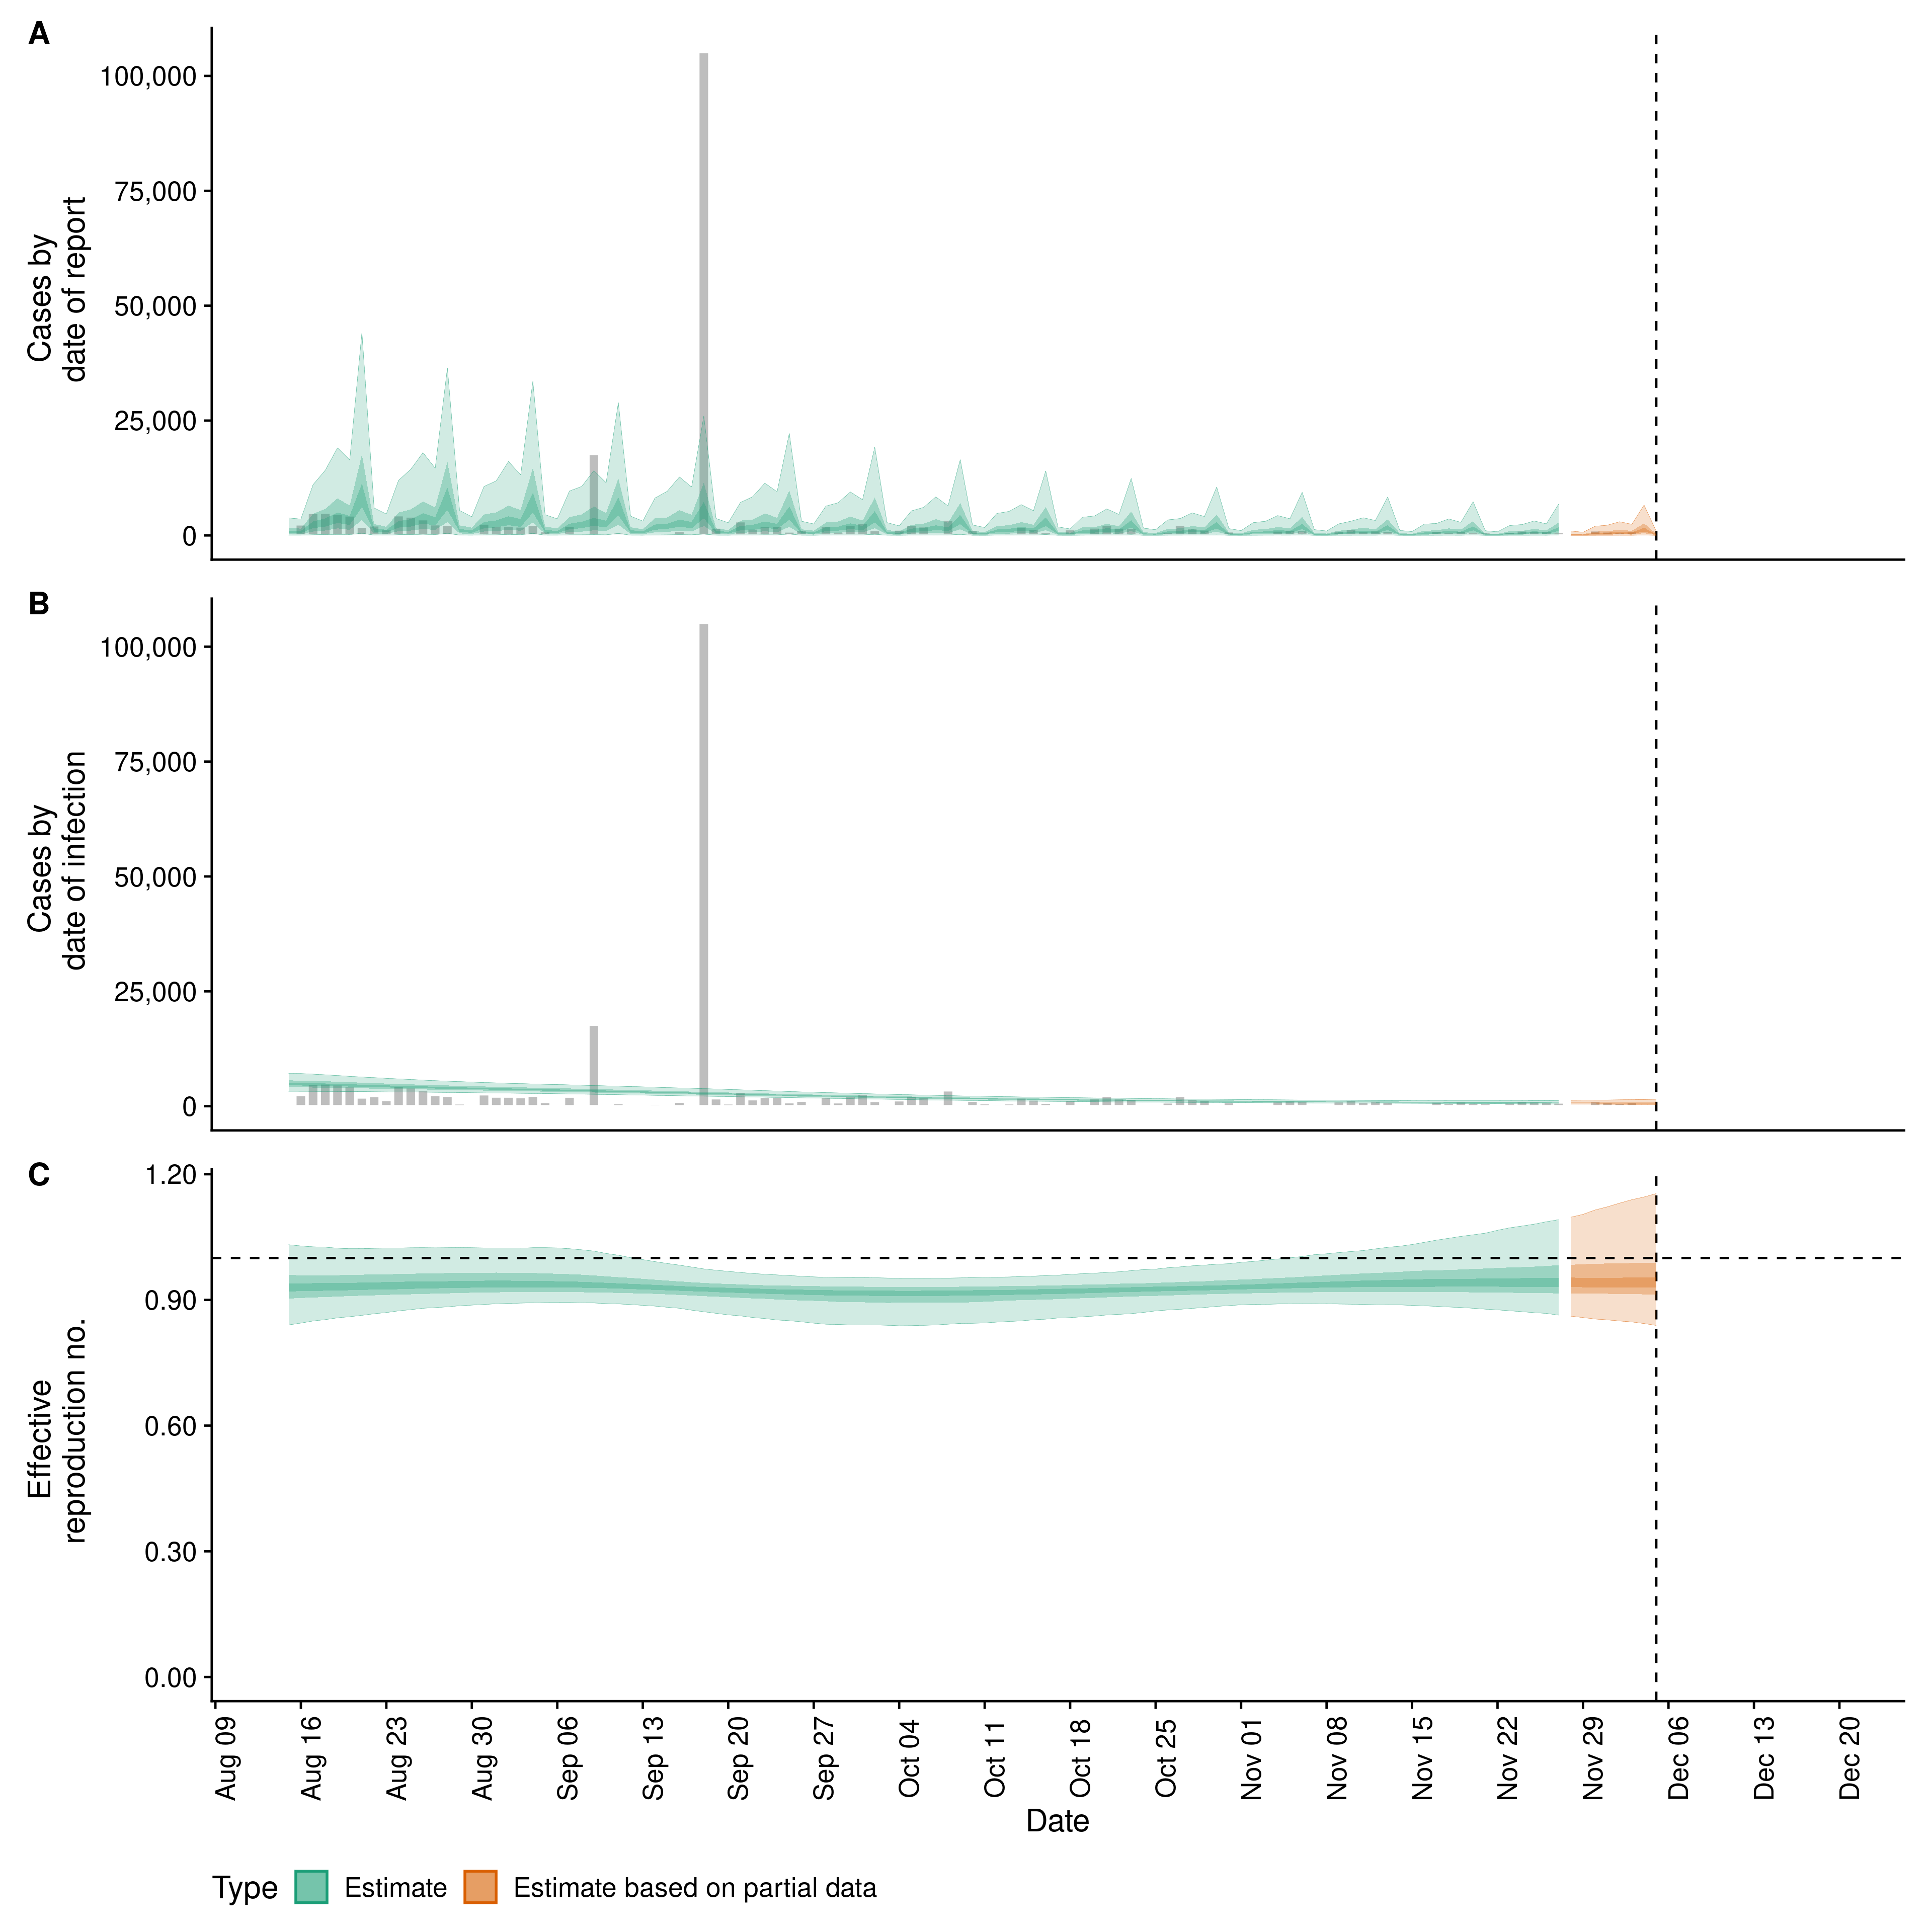 A
100,000
75,000
50,000
25,000
0
Cases by
date of report
B
100,000
75,000
50,000
25,000
0
Cases by
date of infection
C
1.20
0.90
0.60
0.30
0.00
Effective
reproduction no.
Aug 09
Aug 16
Aug 23
Aug 30
Sep 06
Sep 13
Sep 20
Sep 27
Oct 04
Oct 11
Oct 18
Oct 25
Nov 01
Nov 08
Nov 15
Nov 22
Nov 29
Dec 06
Dec 13
Dec 20
Date
Type Estimate Estimate based on partial data